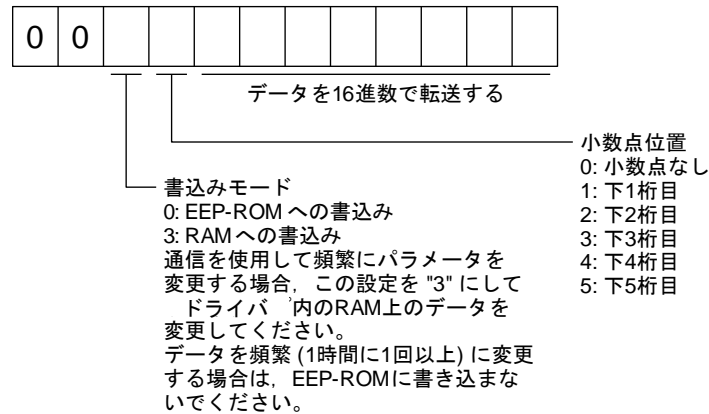 0 0
データを16進数で転送する
小数点位置
0: 小数点なし
1: 下1桁目
2: 下2桁目
3: 下3桁目
4: 下4桁目
5: 下5桁目
書込みモード
0: EEP-ROM への書込み
3: RAMへの書込み
通信を使用して頻繁にパラメータを
変更する場合, この設定を "3" にして
ドライバ 内のRAM上のデータを
変更してください。
データを頻繁 (1時間に1回以上) に変更
する場合は, EEP-ROMに書き込まな
いでください。